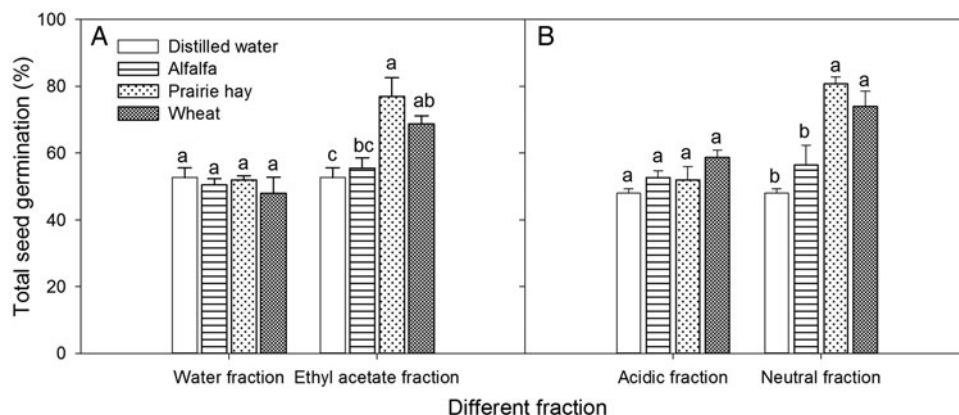 Total seed germination (%)
100
80
60
40
20
0
A
Distilled water
Alfalfa
Prairie hay
Wheat
a
a
a
a
c
bc
a
ab
B
a
a
a
a
b
b
a
a
Water fraction
Ethyl acetate fraction
Acidic fraction
Neutral fraction
Different fraction